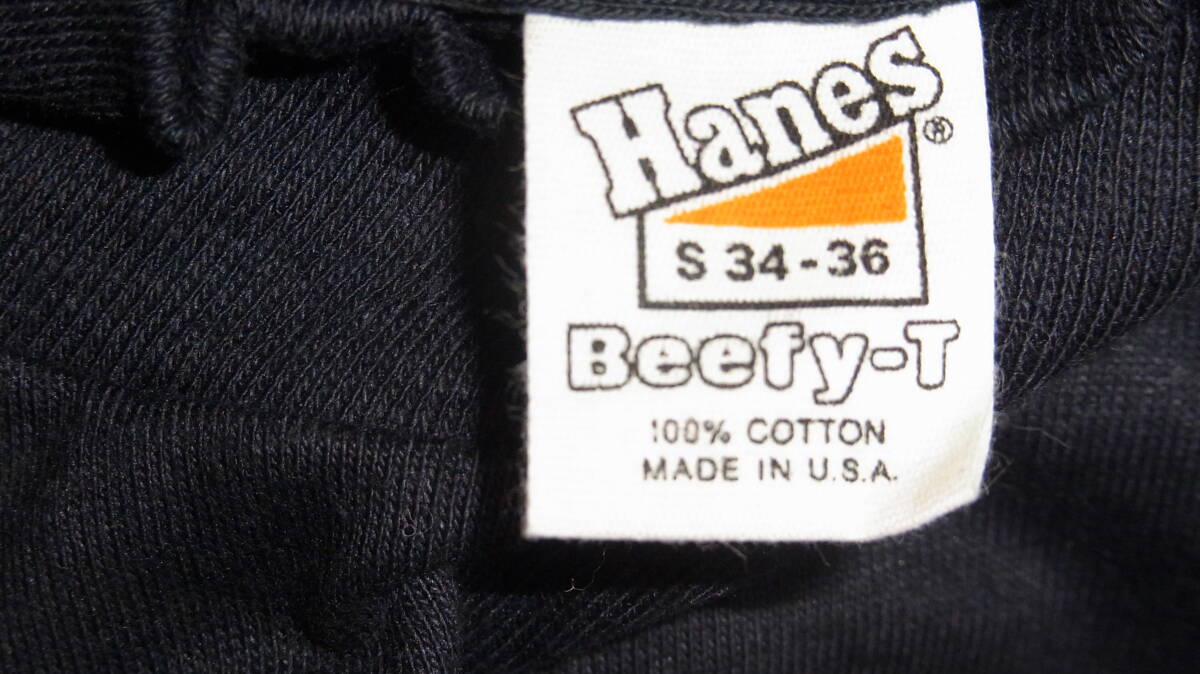 Hanes®
S 34-36
Beefy-T
100% COTTON
MADE IN U.S.A.